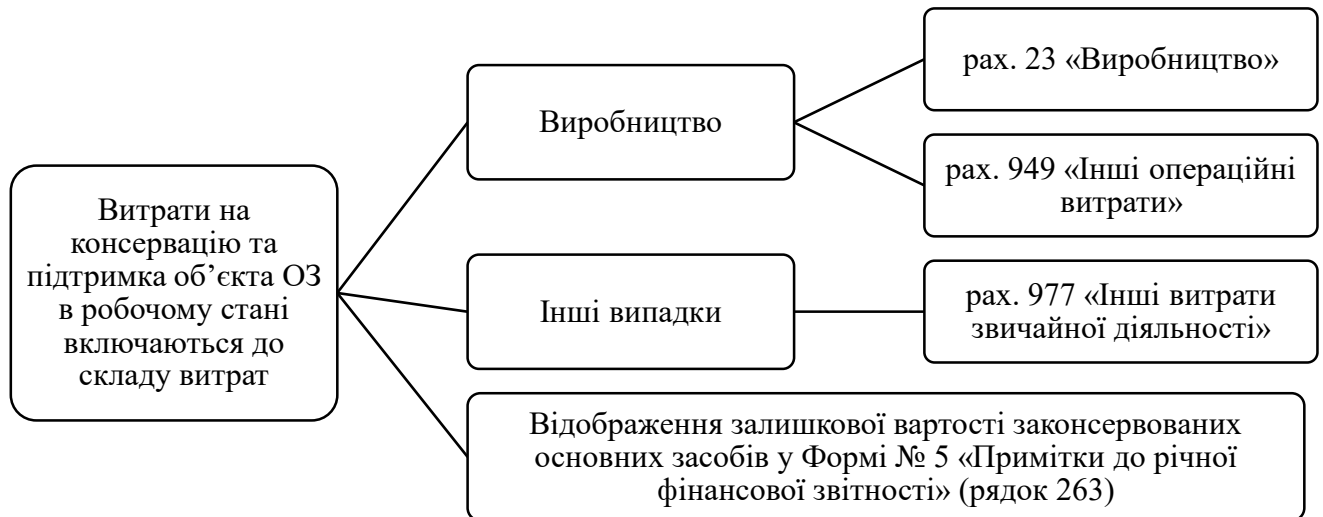 Витрати на
консервацію та
підтримка об’єкта ОЗ
в робочому стані
включаються до
складу витрат
Виробництво
рах. 23 «Виробництво»
рах. 949 «Інші операційні
витрати»
Інші випадки
рах. 977 «Інші витрати
звичайної діяльності»
Відображення залишкової вартості законсервованих
основних засобів у Формі № 5 «Примітки до річної
фінансової звітності» (рядок 263)